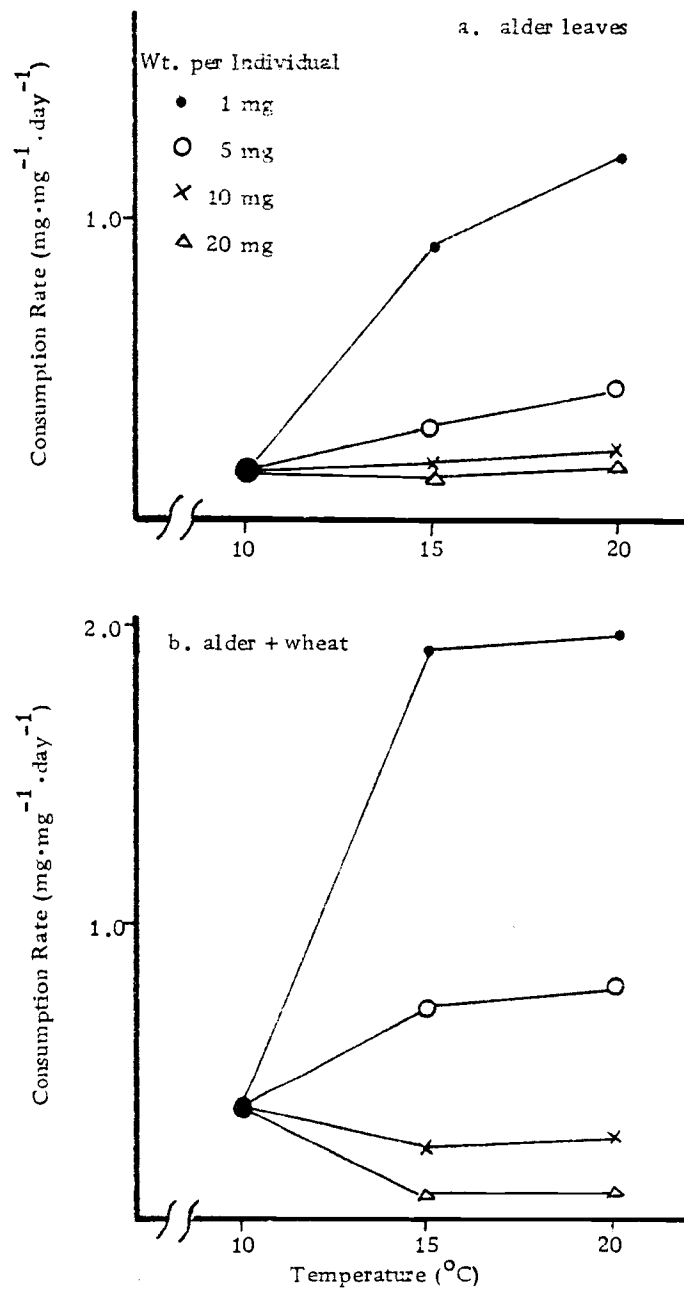 a. alder leaves
Wt. per Individual
• 1 mg
○ 5 mg
× 10 mg
△ 20 mg
1.0
Consumption Rate (mg·mg⁻¹·day⁻¹)
10 15 20
2.0
b. alder + wheat
1.0
Consumption Rate (mg·mg⁻¹·day⁻¹)
10 15 20
Temperature (°C)